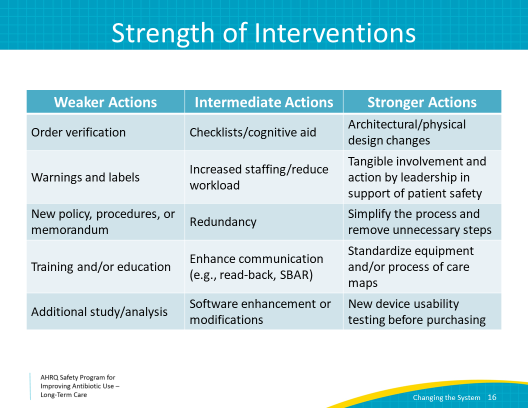 Strength of Interventions
Weaker Actions Intermediate Actions Stronger Actions
Order verification
Checklists/cognitive aid
Architectural/physical
design changes
Warnings and labels
Increased staffing/reduce
workload
Tangible involvement and
action by leadership in
support of patient safety
New policy, procedures, or
memorandum
Redundancy
Simplify the process and
remove unnecessary steps
Training and/or education
Enhance communication
(e.g., read-back, SBAR)
Standardize equipment
and/or process of care
maps
Additional study/analysis
Software enhancement or
modifications
New device usability
testing before purchasing
AHRQ Safety Program for
Improving Antibiotic Use –
Long-Term Care
Changing the System 16